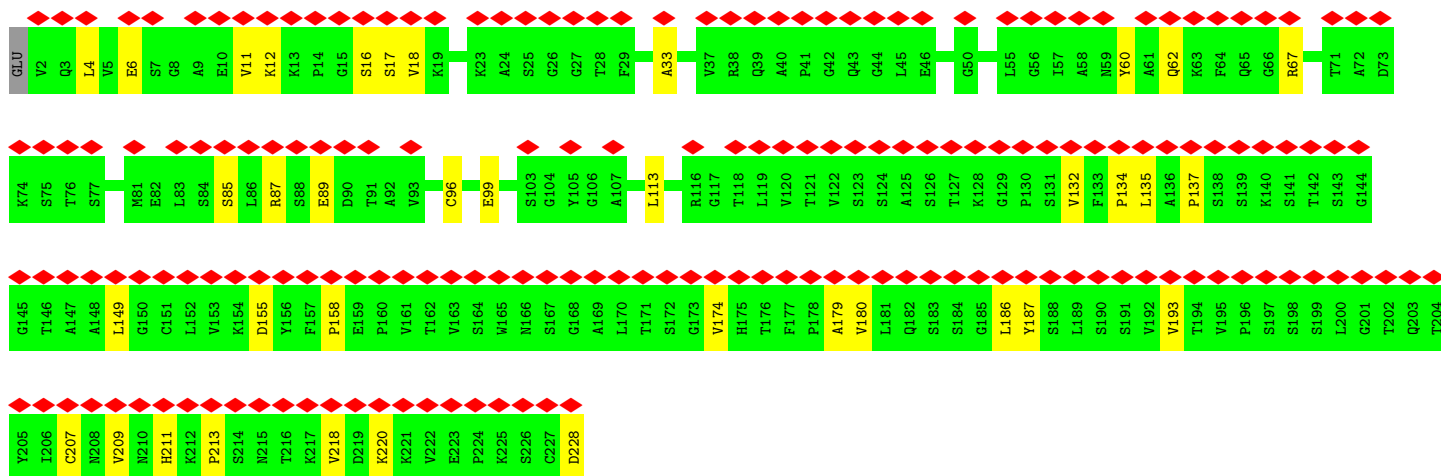 GLU V2 Q3 L4 V5 E6 S7 G8 A9 E10 V11 K12 K13 P14 G15 S16 S17 V18 K19 K23 A24 S25 G26 G27 T28 F29 A33 V37 R38 Q39 A40 P41 G42 Q43 G44 L45 E46 G50 L55 G56 I57 A58 N59 Y60 A61 Q62 K63 F64 Q65 G66 R67 T71 A72 D73
K74 S75 T76 S77 M81 E82 L83 S84 S85 L86 R87 S88 E89 D90 T91 A92 V93 C96 E99 S103 G104 Y105 G106 A107 L113 R116 G117 T118 L119 V120 T121 V122 S123 S124 A125 S126 T127 K128 G129 P130 S131 V132 F133 P134 L135 A136 P137 S138 S139 K140 S141 T142 S143 G144
G145 T146 A147 A148 L149 G150 C151 L152 V153 K154 D155 Y156 F157 P158 E159 P160 V161 T162 V163 S164 W165 N166 S167 G168 A169 L170 T171 S172 G173 V174 H175 T176 F177 P178 A179 V180 L181 Q182 S183 S184 G185 L186 Y187 S188 L189 S190 S191 V192 V193 T194 V195 P196 S197 S198 S199 L200 G201 T202 Q203 T204
Y205 I206 C207 N208 V209 N210 H211 K212 P213 S214 N215 T216 K217 V218 D219 K220 K221 V222 E223 P224 K225 S226 C227 D228